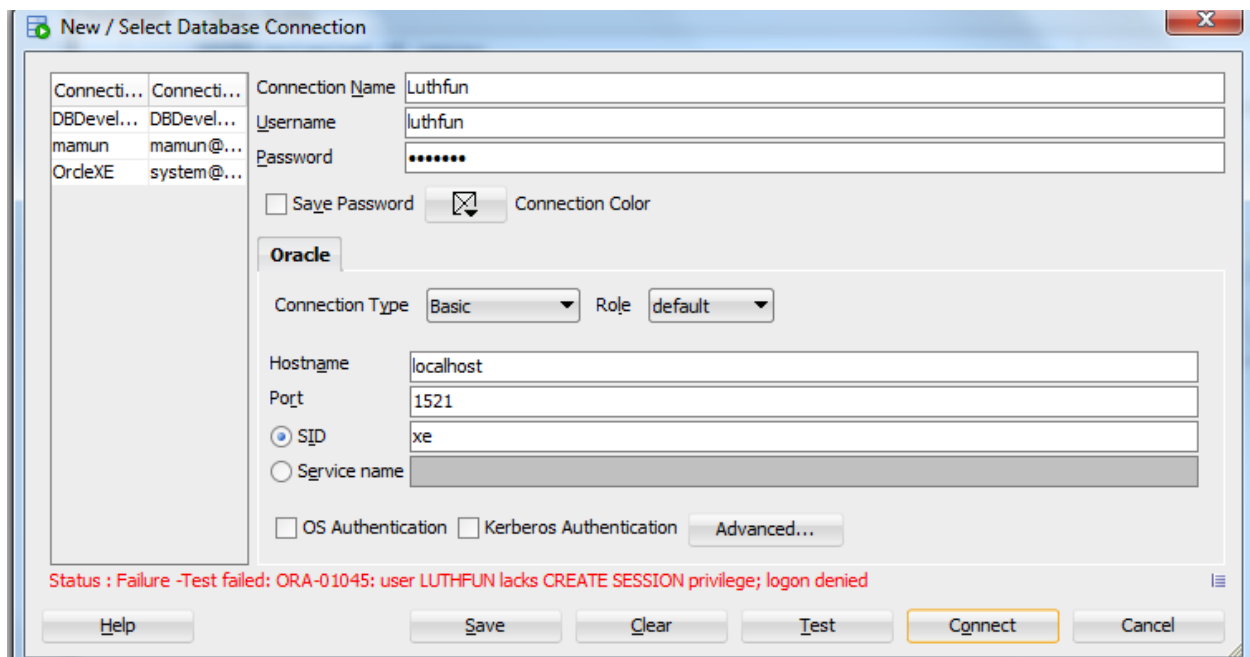 New / Select Database Connection
Connecti... Connecti...
DBDevel... DBDevel...
mamun mamun@...
OrcleXE system@...
Connection Name Luthfun
Username luthfun
Password •••••••
Save Password Connection Color
Oracle
Connection Type Basic Role default
Hostname localhost
Port 1521
SID xe
Service name
OS Authentication Kerberos Authentication Advanced...
Status : Failure -Test failed: ORA-01045: user LUTHFUN lacks CREATE SESSION privilege; logon denied
Help Save Clear Test Connect Cancel